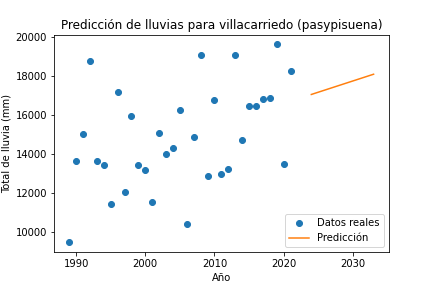 Predicción de lluvias para villacarriedo (pasypisuena)
Total de lluvia (mm)
20000
18000
16000
14000
12000
10000
1990
2000
2010
2020
2030
Año
Datos reales
Predicción